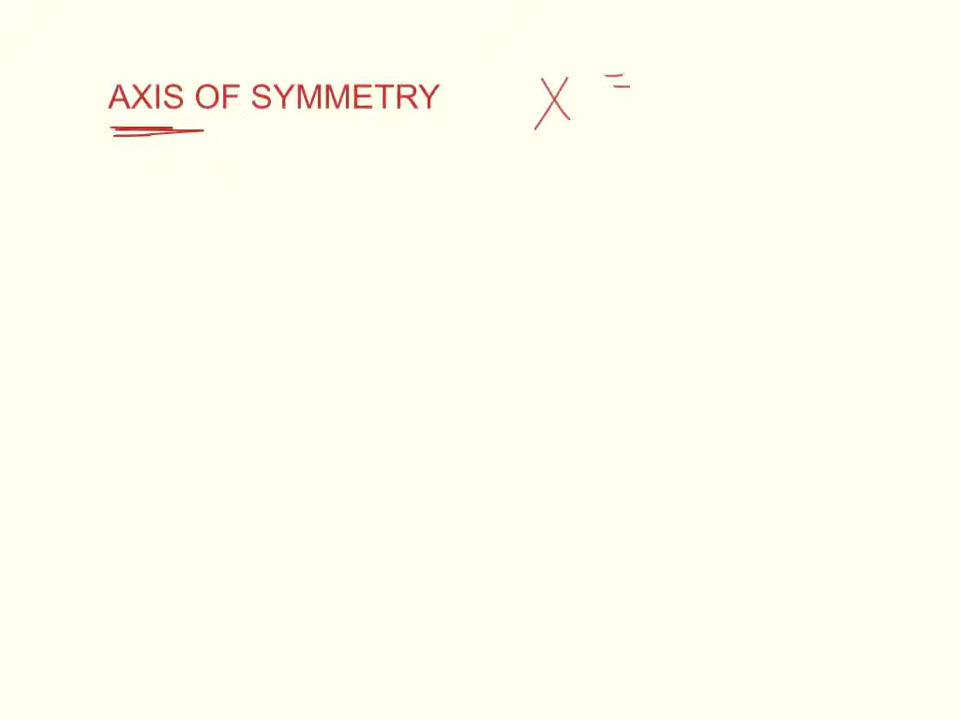 AXIS OF SYMMETRY X =